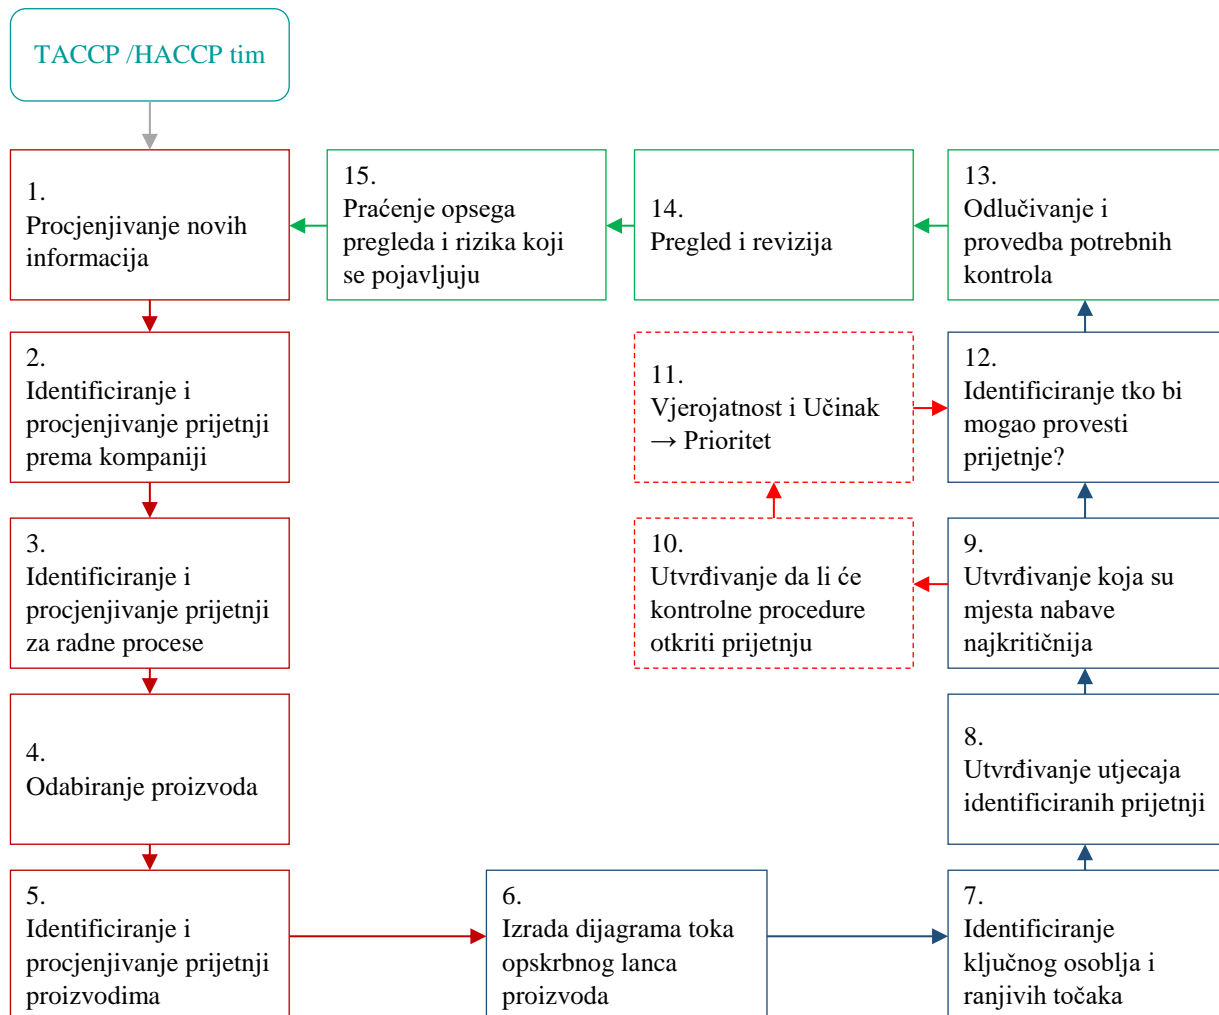 TACCP /HACCP tim
1.
Procjenjivanje novih
informacija
15.
Praćenje opsega
pregleda i rizika koji
se pojavljuju
14.
Pregled i revizija
13.
Odlučivanje i
provedba potrebnih
kontrola
2.
Identificiranje i
procjenjivanje prijetnji
prema kompaniji
11.
Vjerojatnost i Učinak
→ Prioritet
12.
Identificiranje tko bi
mogao provesti
prijetnje?
3.
Identificiranje i
procjenjivanje prijetnji
za radne procese
10.
Utvrđivanje da li će
kontrolne procedure
otkriti prijetnju
9.
Utvrđivanje koja su
mjesta nabave
najkritičnija
4.
Odabiranje proizvoda
8.
Utvrđivanje utjecaja
identificiranih prijetnji
5.
Identificiranje i
procjenjivanje prijetnji
proizvodima
6.
Izrada dijagrama toka
opskrbnog lanca
proizvoda
7.
Identificiranje
ključnog osoblja i
ranjivih točaka